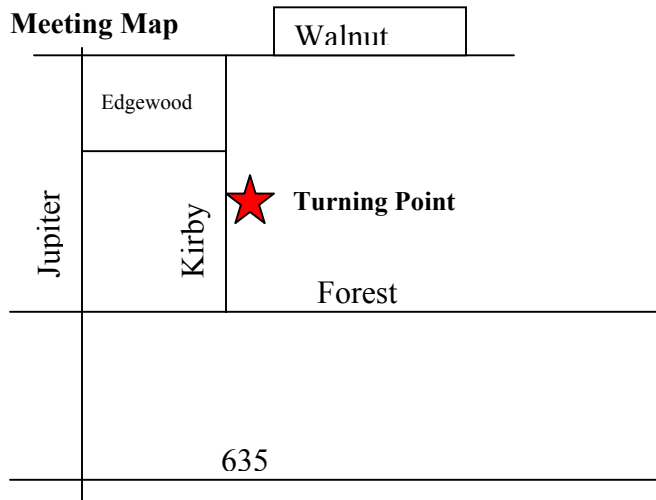 Meeting Map
Walnut
Edgewood
Jupiter
Kirby
Turning Point
Forest
635